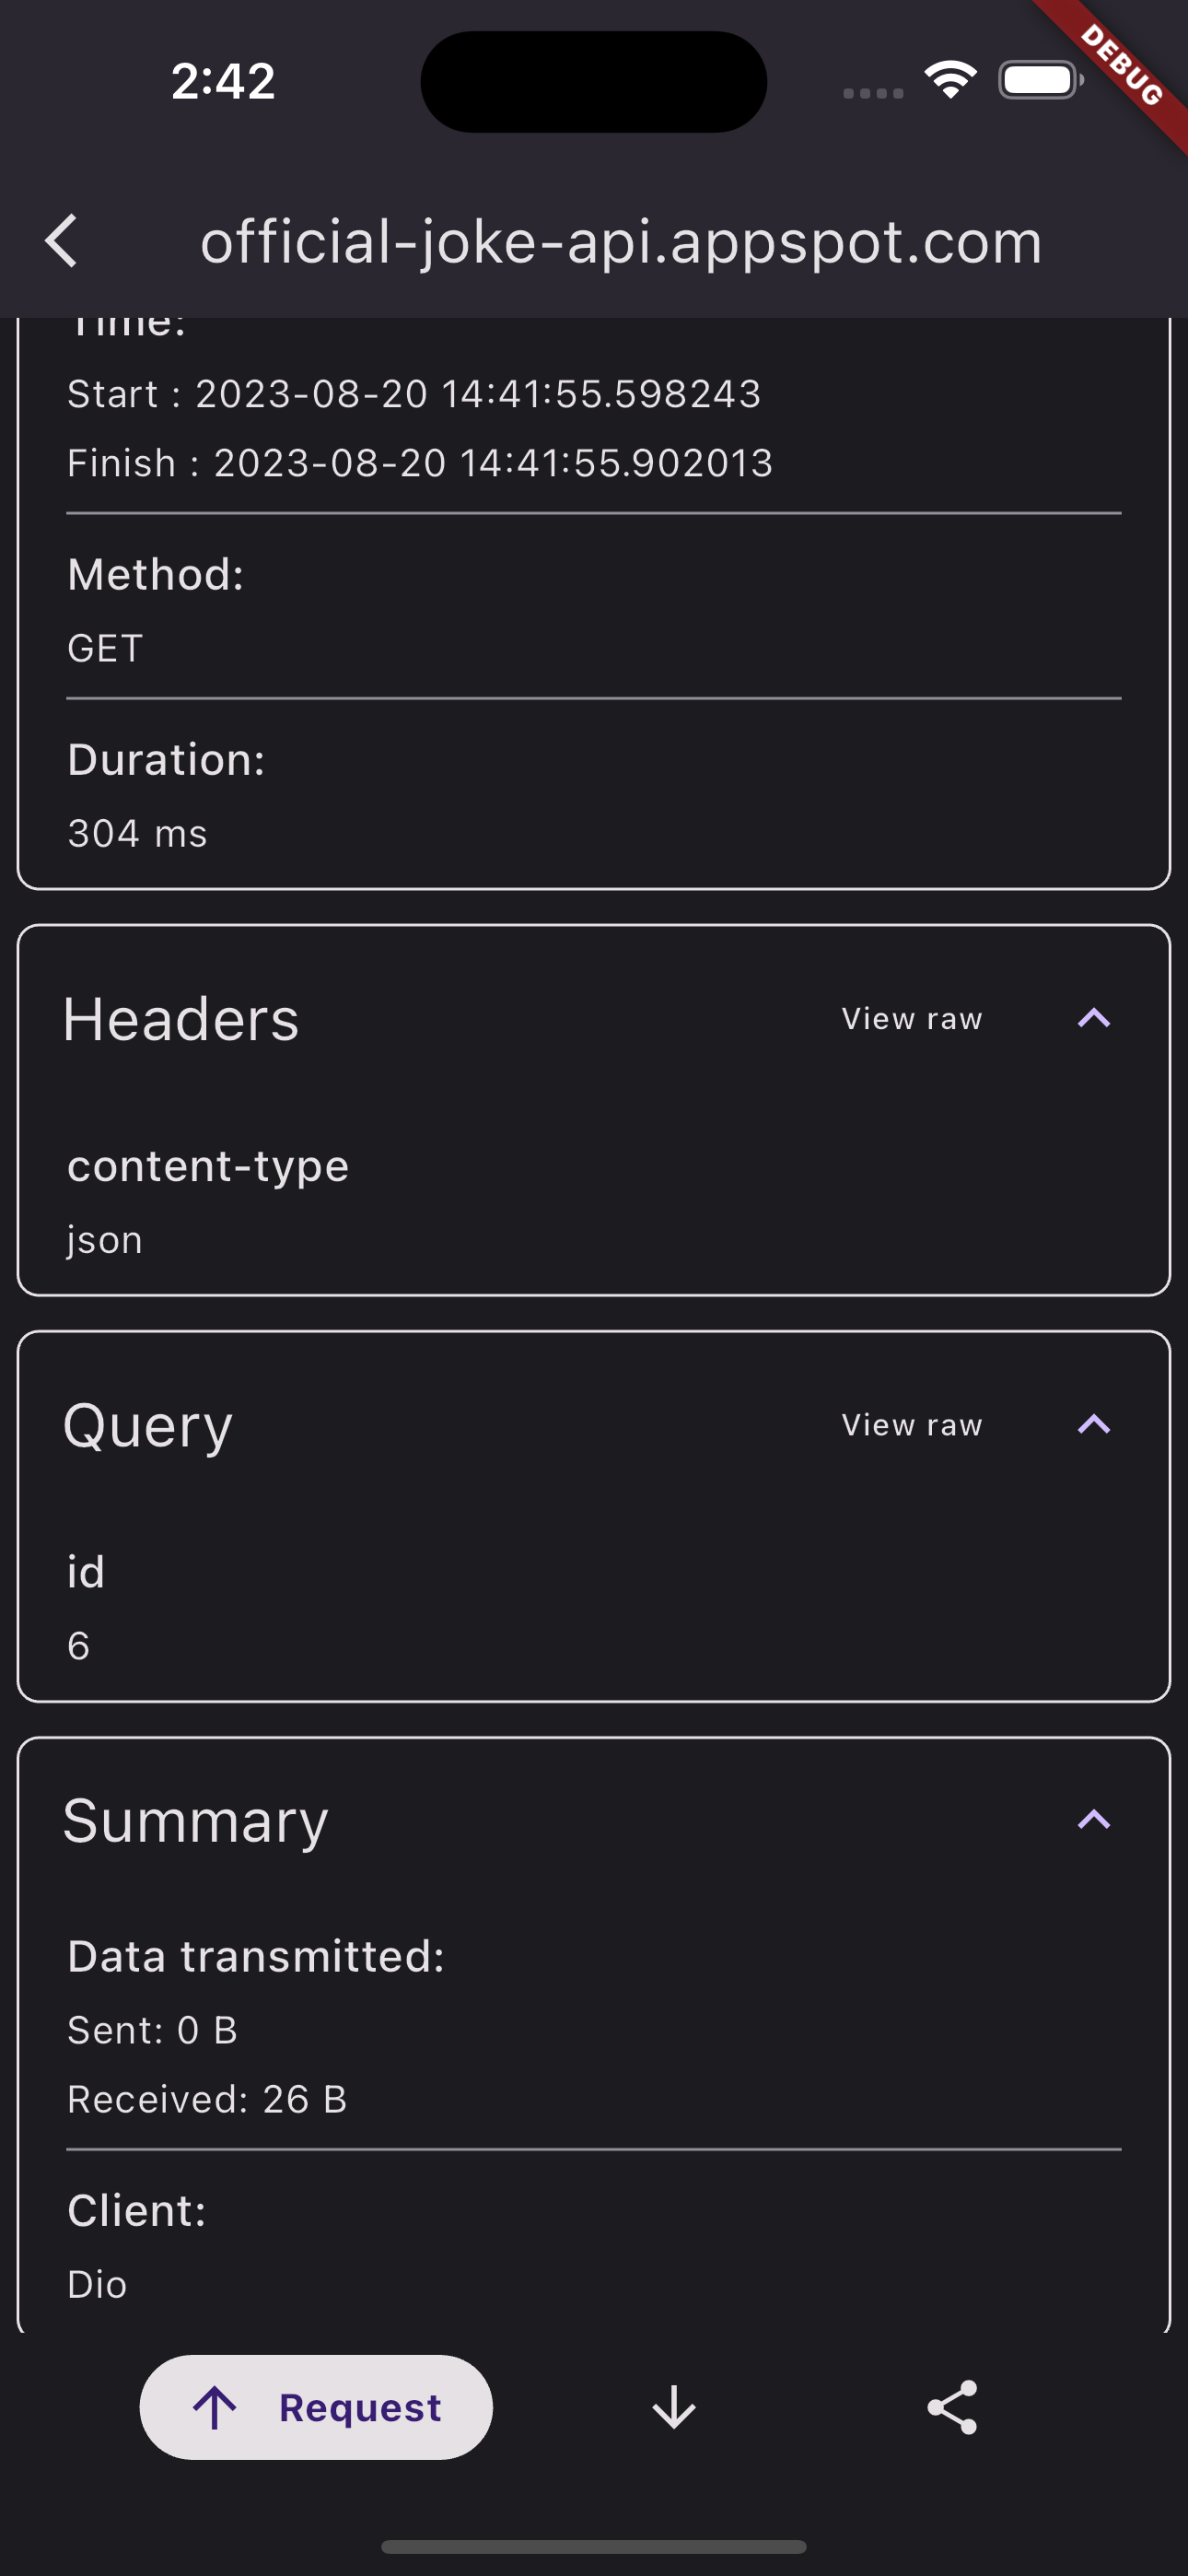 2:42
DEBUG
official-joke-api.appspot.com
Time:
Start : 2023-08-20 14:41:55.598243
Finish : 2023-08-20 14:41:55.902013
Method:
GET
Duration:
304 ms
Headers
View raw
content-type
json
Query
View raw
id
6
Summary
Data transmitted:
Sent: 0 B
Received: 26 B
Client:
Dio
Request